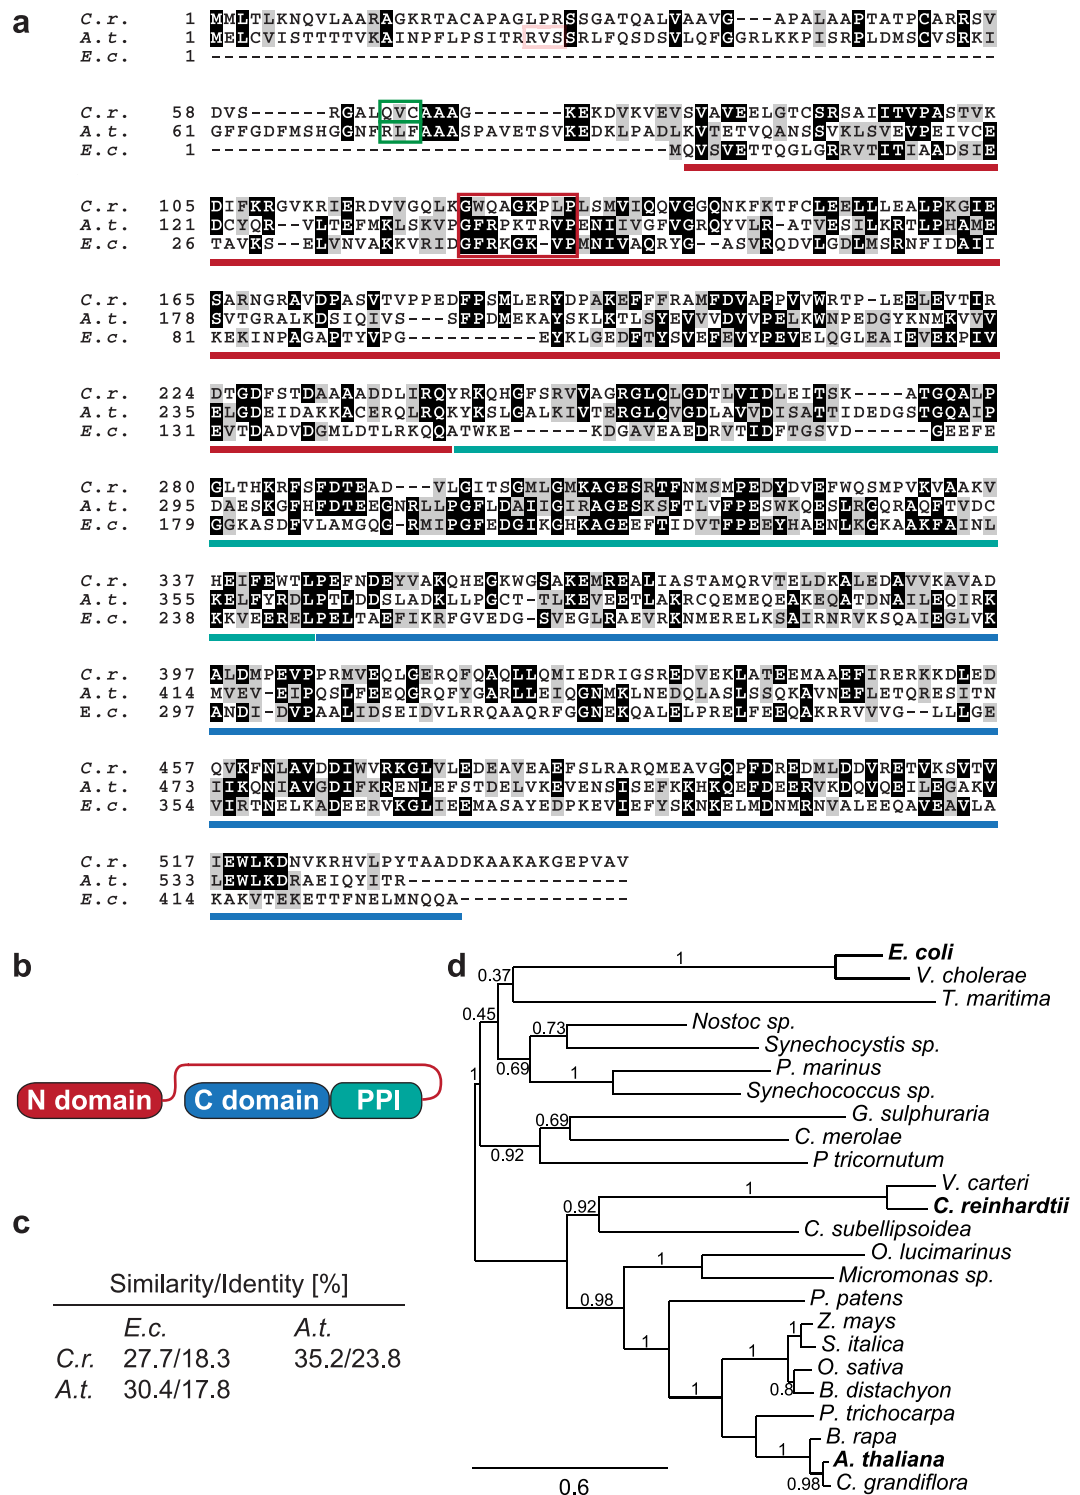 a
C.r. 1 MMLTLKNQVLAARAGKRTACAPAGLPRSSGATQALVAAVG---APALAAPTATPCARRSV
A.t. 1 MELCVISTTTTVKAINPFLPSITRRVSSRLFQSDSVLQFGGRLKKPISRPLDMSCVSRKI
E.c. 1 ------------------------------------------------------------
C.r. 58 DVS------RGALQVCAAAG-------KEKDVKVEVSVAVEELGTCSRSAIITVPASTVK
A.t. 61 GFFGDFMSHGGNFRLFAAASPAVETSVKEDKLPADLKVTETVQANSSVKLSVEVPEIVCE
E.c. 1 -----------------------------------MQVSVETTQGLGRRVTITIAADSIE
C.r. 105 DIFKRGVKRIERDVVGQLKGWQAGKPLPLSMVIQQVGGQNKFKTFCLEELLLEALPKGIE
A.t. 121 DCYQR--VLTEFMKLSKVPGFRPKTRVPENIIVGFVGRQYVLR-ATVESILKRTLPHAME
E.c. 26 TAVKS--ELVNVAKKVRIDGFRKGK-VPMNIVAQRYG--ASVRQDVLGDLMSRNFIDAII
C.r. 165 SARNGRAVDPASVTVPPEDFPSMLERYDPAKEFFFRAMFDVAPPVVWRTP-LEELEVTIR
A.t. 178 SVTGRALKDSIQIVS---SFPDMEKAYSKLKTLSYEVVVDVVPELKWNPEDGYKNMKVVV
E.c. 81 KEKINPAGAPTYVPG------EYKLGEDFTYSVEFEVYPEVELQGLEAIEVEKPIV
C.r. 224 DTGDFSTDAAAADDLIRQYRKQHGFSRVVAGRGLQLGDTLVIDLEITSK----ATGQALP
A.t. 235 ELGDEIDAKKACERQLRQKYKSLGALKIVTERGLQVGDLAVVDISATTIDEDGSTGQAIP
E.c. 131 EVTDADVDGMLDTLRKQQATWKE------KDGAVEAEDRVTIDFTGSVD------GEEFE
C.r. 280 GLTHKRFSFDTEAD---VLGITSGMLGMKAGESRTFNMSMPEDYDVEFWQSMPVKVAAKV
A.t. 295 DAESKGFHFDTEEGNRLLPGFLDAIIGIRAGESKSFTLVFPESWKQESLRGQRAQFTVDC
E.c. 179 GGKASDFVLAMGQG-RMIPGFEDGIKGHKAGEEFTIDVTFPEEYHAENLKGKAAKFAINL
C.r. 337 HEIFEWTLPEFNDEYVAKQHEGKWGSAKEMREALIASTAMQRVTELDKALEDAVVKAVAD
A.t. 355 KELFYRDLPTLDDSLADKLLPGCT-TLKEVEETLAKRCQEMEQEAKEQATDNAILEQIRK
E.c. 238 KKVEERELPELTAEFIKRFGVEDG-SVEGLRAEVRKNMERELKSAIRNRVKSQAIEGLVK
C.r. 397 ALDMPEVPPRMVEQLGERQFQAQLLQMIEDRIGSREDVEKLATEEMAAEFIRERKKDLED
A.t. 414 MVEV-EIPQSLFEEQGRQFYGARLLEIQGNMKLNEDQLASLSSQKAVNEFLETQRESITN
E.c. 297 ANDI-DVPAALIDSEIDVLRRQAAQRFGGNEKQALELPRELFEEQAKRRVVVG--LLLGE
C.r. 457 QVKFNLAVDDIWVRKGLVLEDEAVEAEFSLRARQMEAVGQPFDREDMLDDVRETVKSVTV
A.t. 473 IIKQNIAVGDIFKRENLEFSTDELVKEVENSISEFKKHKQEFDEERVKDQVQEILEGAKV
E.c. 354 VIRTNELKADEERVKGLIEEMASAYEDPKEVIEFYSKNKELMDNMRNVALEEQAVEAVLA
C.r. 517 IEWLKDNVKRHVLPYTAADDKAAKAKGEPVAV
A.t. 533 LEWLKDRAEIQYITR-----------------
E.c. 414 KAKVTEKETTFNELMNQQA-------------
b
N domain
C domain
PPI
c
Similarity/Identity [%]
E.c. A.t.
C.r. 27.7/18.3 35.2/23.8
A.t. 30.4/17.8
d
E. coli
1
0.37
V. cholerae
T. maritima
0.45
Nostoc sp.
0.73
Synechocystis sp.
0.69
P. marinus
1
1
Synechococcus sp.
G. sulphuraria
0.69
C. merolae
0.92
P tricornutum
V. carteri
1
0.92
C. reinhardtii
C. subellipsoidea
O. lucimarinus
1
Micromonas sp.
0.98
P. patens
Z. mays
1
1
S. italica
1
O. sativa
0.8
B. distachyon
1
P. trichocarpa
B. rapa
1
A. thaliana
0.98
C. grandiflora
0.6